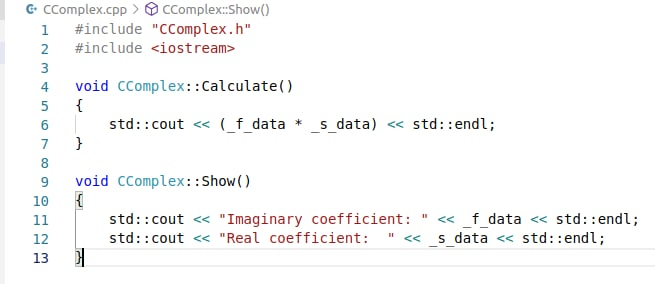 CComplex.cpp > CComplex::Show()
1 #include "CComplex.h"
2 #include <iostream>
3
4 void CComplex::Calculate()
5 {
6     std::cout << (_f_data * _s_data) << std::endl;
7 }
8
9 void CComplex::Show()
10 {
11     std::cout << "Imaginary coefficient: " << _f_data << std::endl;
12     std::cout << "Real coefficient:  " << _s_data << std::endl;
13 }